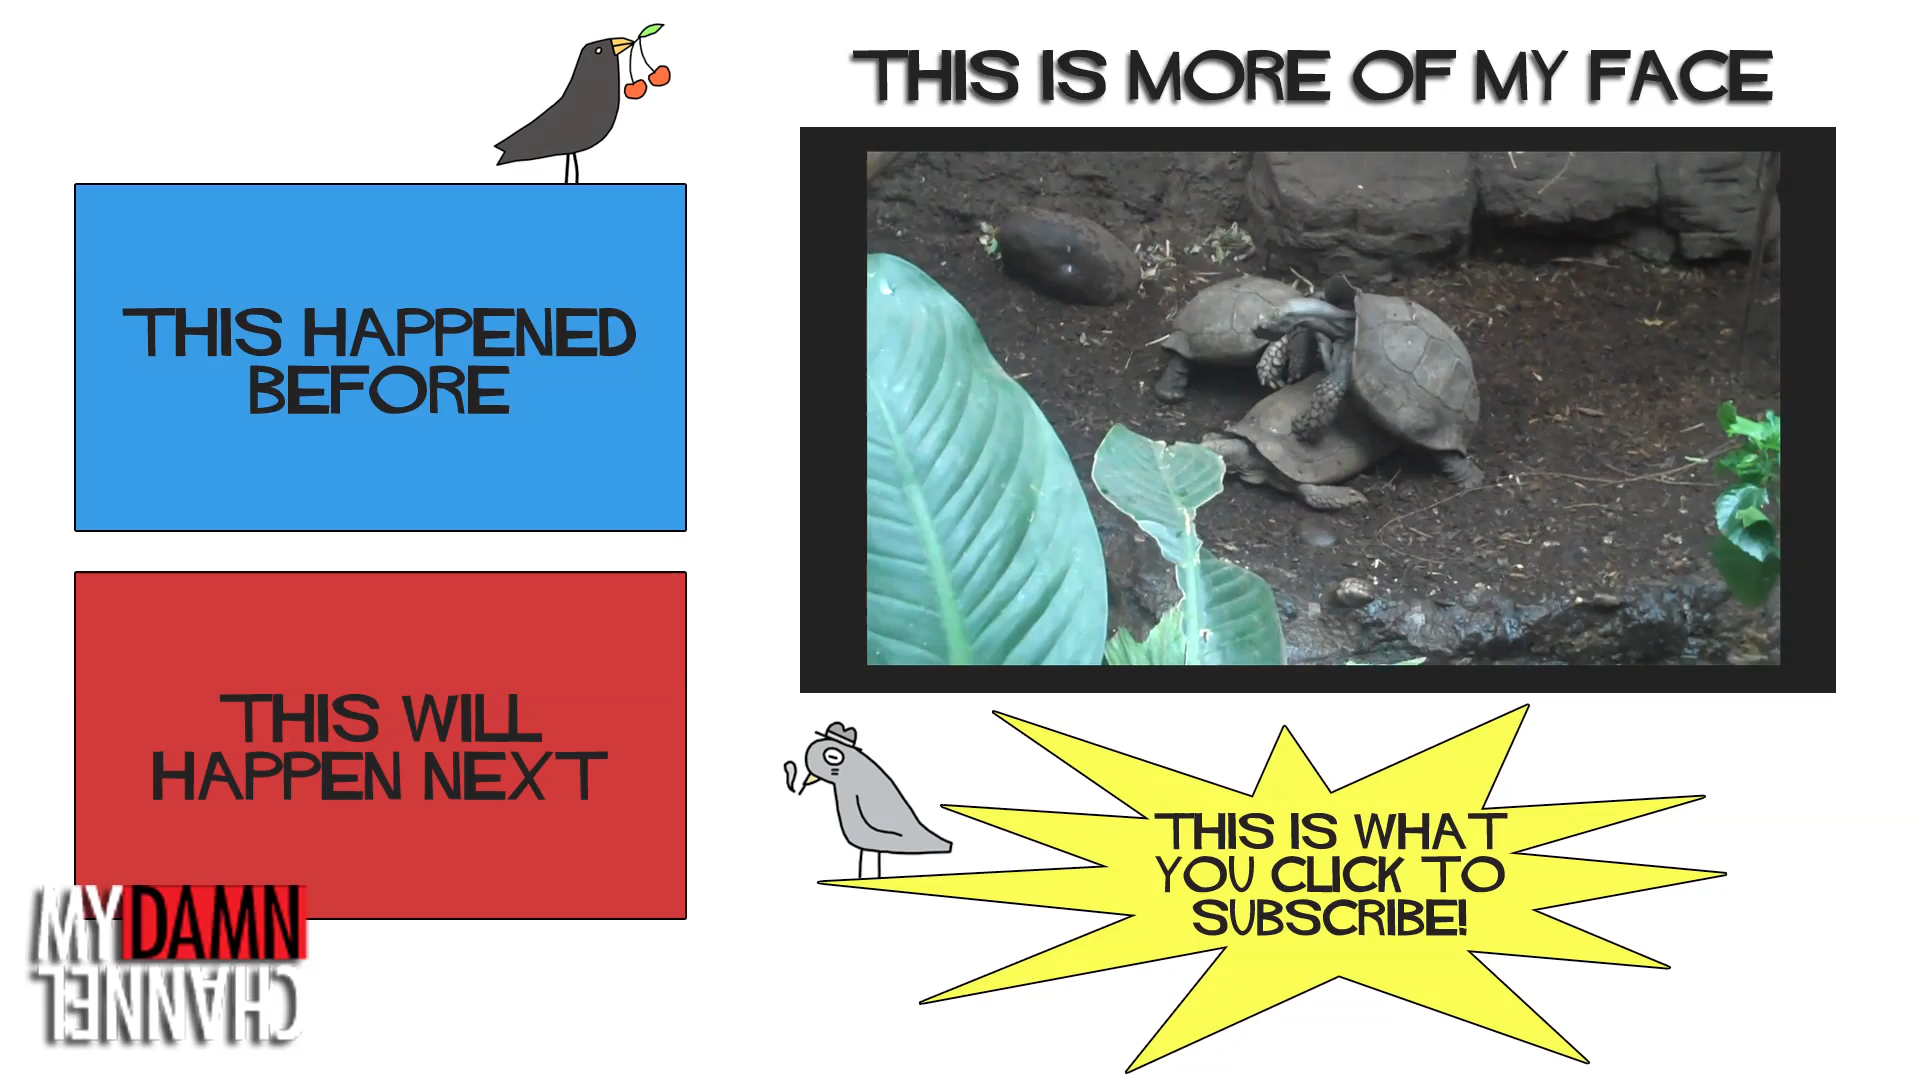 THIS IS MORE OF MY FACE
THIS HAPPENED
BEFORE
THIS WILL
HAPPEN NEXT
THIS IS WHAT
YOU CLICK TO
SUBSCRIBE!
MY DAMN
CHANNEL